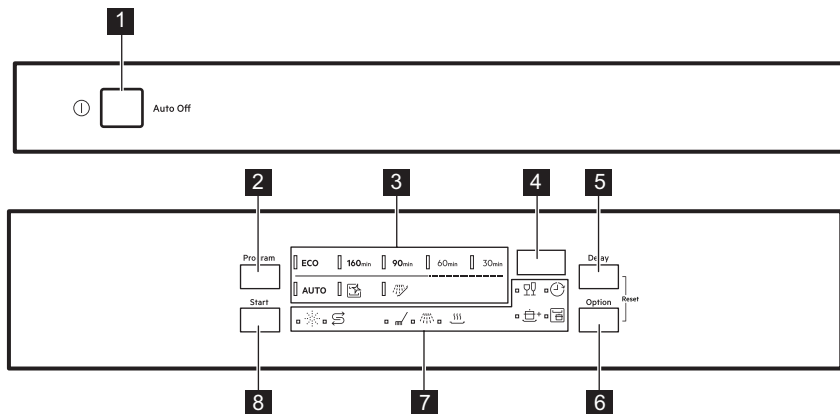 1
Auto Off
2
3
4
5
Program
ECO 160min 90min 60min 30min
Delay
AUTO
Start
Option
Reset
8
7
6